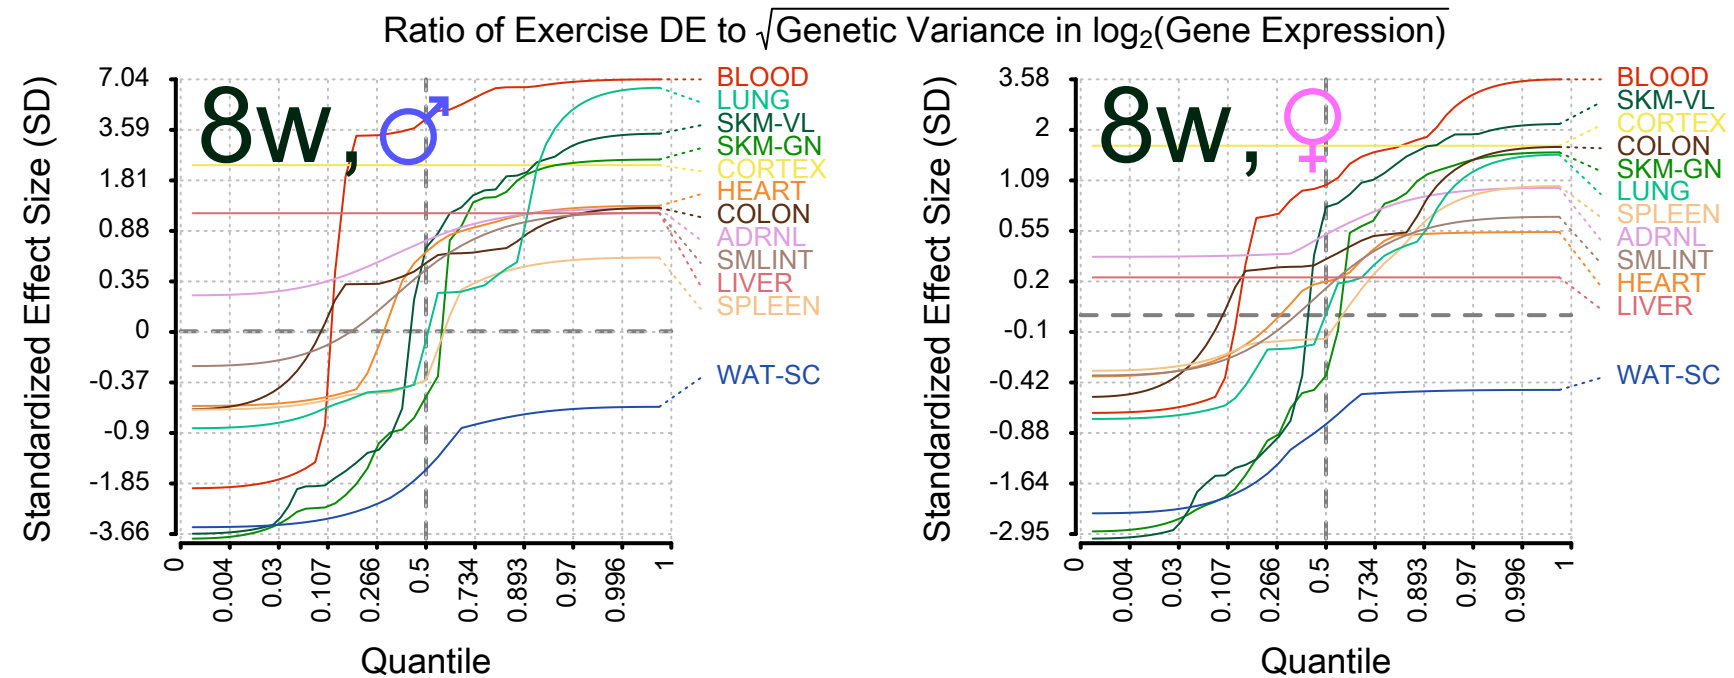 Ratio of Exercise DE to √Genetic Variance in log₂(Gene Expression)
Standardized Effect Size (SD)
7.04
3.59
1.81
0.88
0.35
0
-0.37
-0.9
-1.85
-3.66
8w, ♂
BLOOD
LUNG
SKM-VL
SKM-GN
CORTEX
HEART
COLON
ADRNL
SMLINT
LIVER
SPLEEN
WAT-SC
0 0.004 0.03 0.107 0.266 0.5 0.734 0.893 0.97 0.996 1
Quantile
Standardized Effect Size (SD)
3.58
2
1.09
0.55
0.2
-0.1
-0.42
-0.88
-1.64
-2.95
8w, ♀
BLOOD
SKM-VL
CORTEX
COLON
SKM-GN
LUNG
SPLEEN
ADRNL
SMLINT
HEART
LIVER
WAT-SC
0 0.004 0.03 0.107 0.266 0.5 0.734 0.893 0.97 0.996 1
Quantile